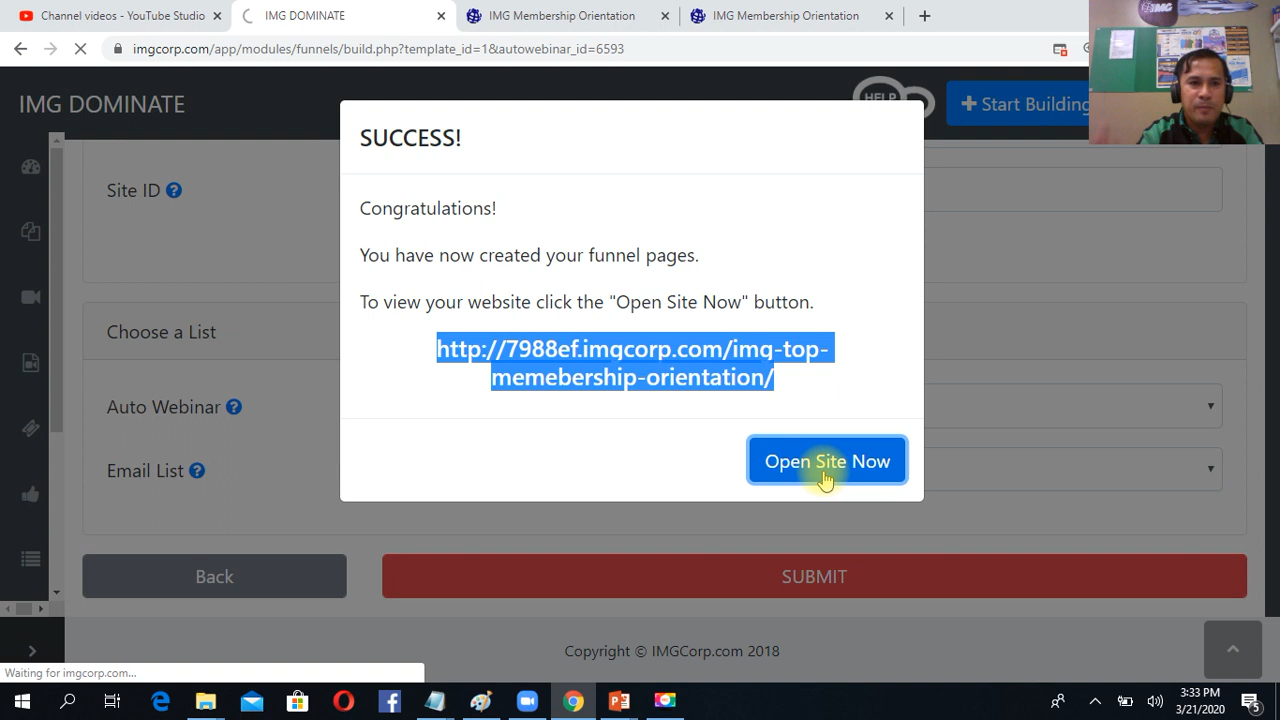 Channel videos - YouTube Studio
IMG DOMINATE
IMG Membership Orientation
IMG Membership Orientation
imgcorp.com/app/modules/funnels/build.php?template_id=1&autowebinar_id=6593
IMG DOMINATE
HELP
Start Building
SUCCESS!
Site ID
Congratulations!
You have now created your funnel pages.
To view your website click the "Open Site Now" button.
Choose a List
http://7988ef.imgcorp.com/img-top-
memebership-orientation/
Auto Webinar
Open Site Now
Email List
Back
SUBMIT
Copyright © IMGCorp.com 2018
Waiting for imgcorp.com...
3:33 PM
3/21/2020
5